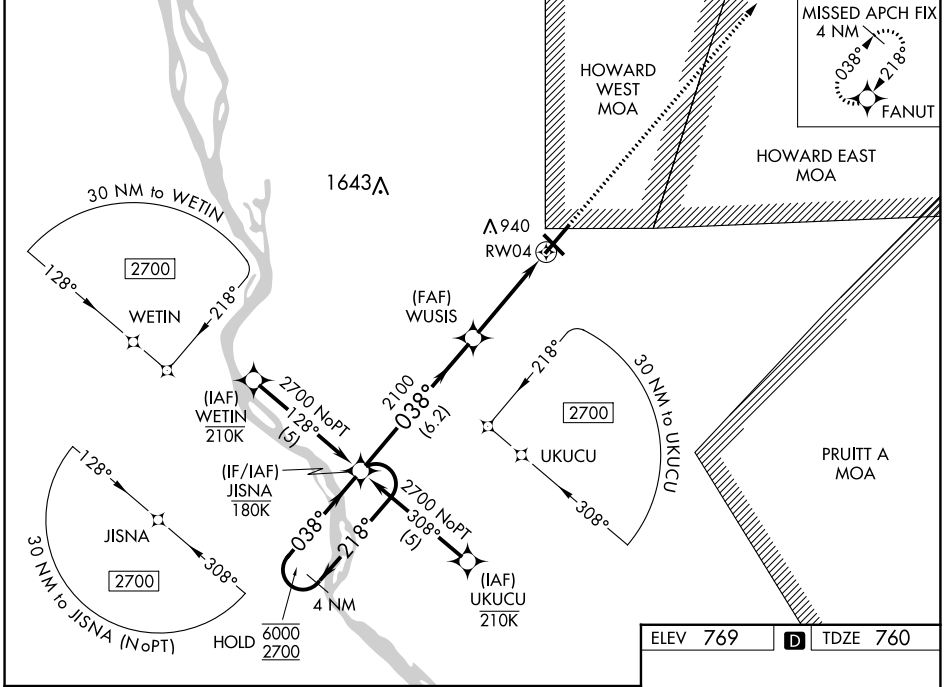 MISSED APCH FIX
4 NM
038°
218°
FANUT
HOWARD
WEST
MOA
HOWARD EAST
MOA
1643
940
RW04
30 NM to WETIN
2700
128°
218°
WETIN
(FAF)
WUSIS
(IAF)
WETIN
210K
2700 NoPT
128°
(5)
2100
038°
(6.2)
218°
30 NM to UKUCU
2700
UKUCU
308°
PRUITT A
MOA
(IF/IAF)
JISNA
180K
128°
JISNA
308°
2700
30 NM to JISNA (NoPT)
038°
218°
2700 NoPT
308°
(5)
(IAF)
UKUCU
210K
4 NM
HOLD
6000
2700
ELEV 769
D
TDZE 760